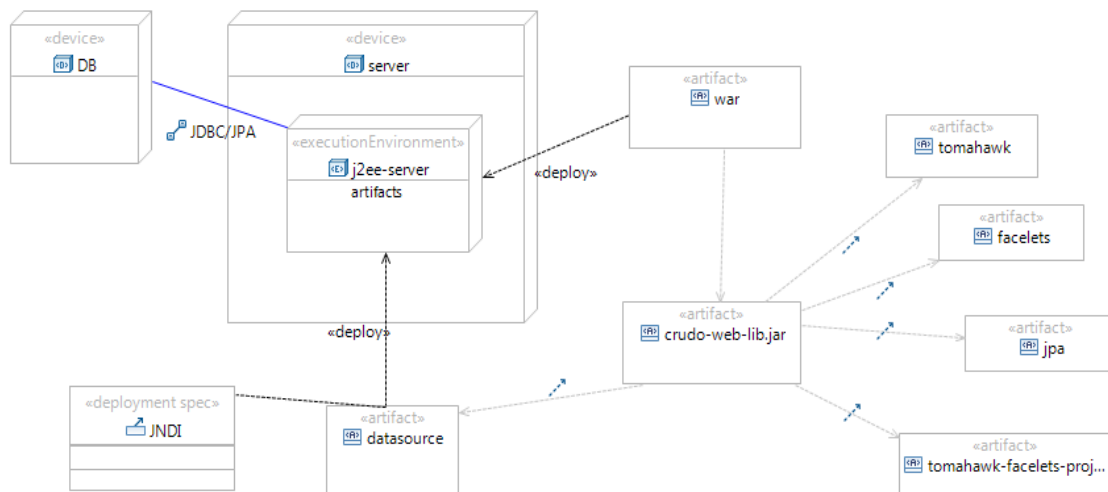 «device»
DB
«device»
server
JDBC/JPA
«executionEnvironment»
j2ee-server
artifacts
«artifact»
war
«deploy»
«artifact»
tomahawk
«artifact»
facelets
«artifact»
crudo-web-lib.jar
«artifact»
jpa
«deploy»
«deployment spec»
JNDI
«artifact»
datasource
«artifact»
tomahawk-facelets-proj...